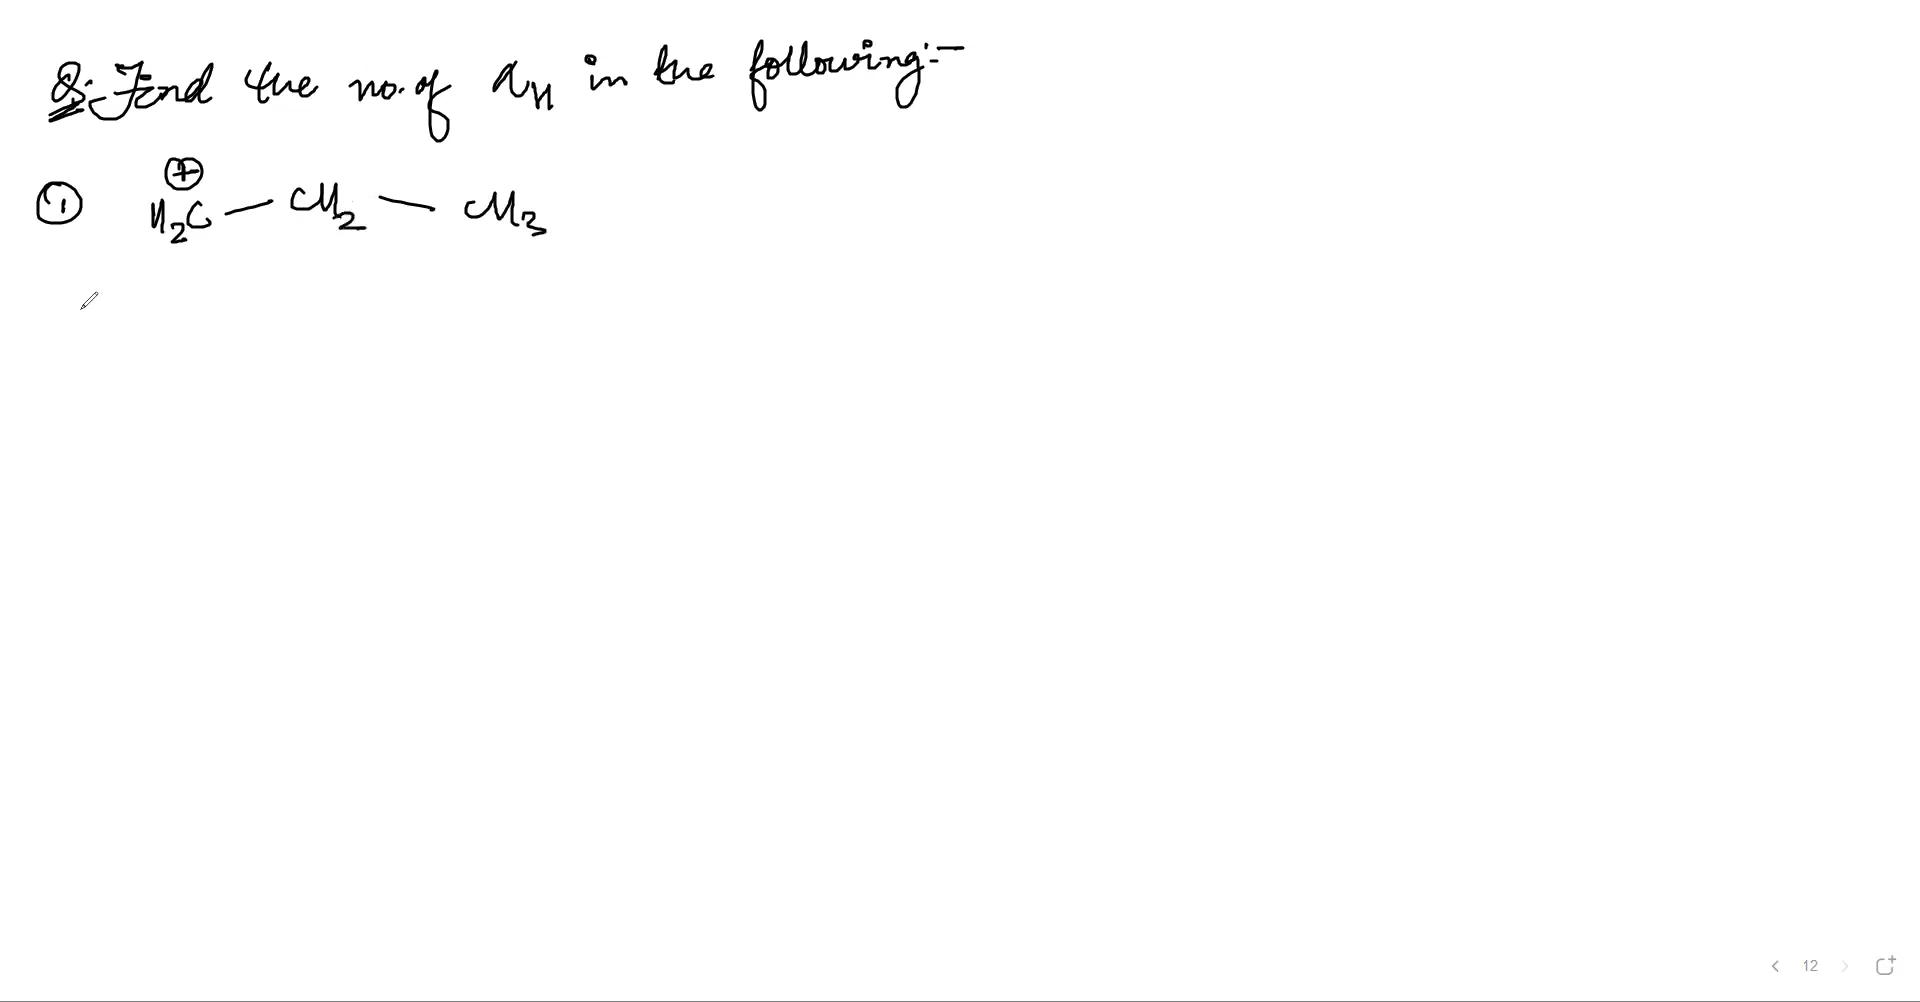 Q:- Find the no. of αH in the following:-
① H₂C⊕ — CH₂ — CH₃
12